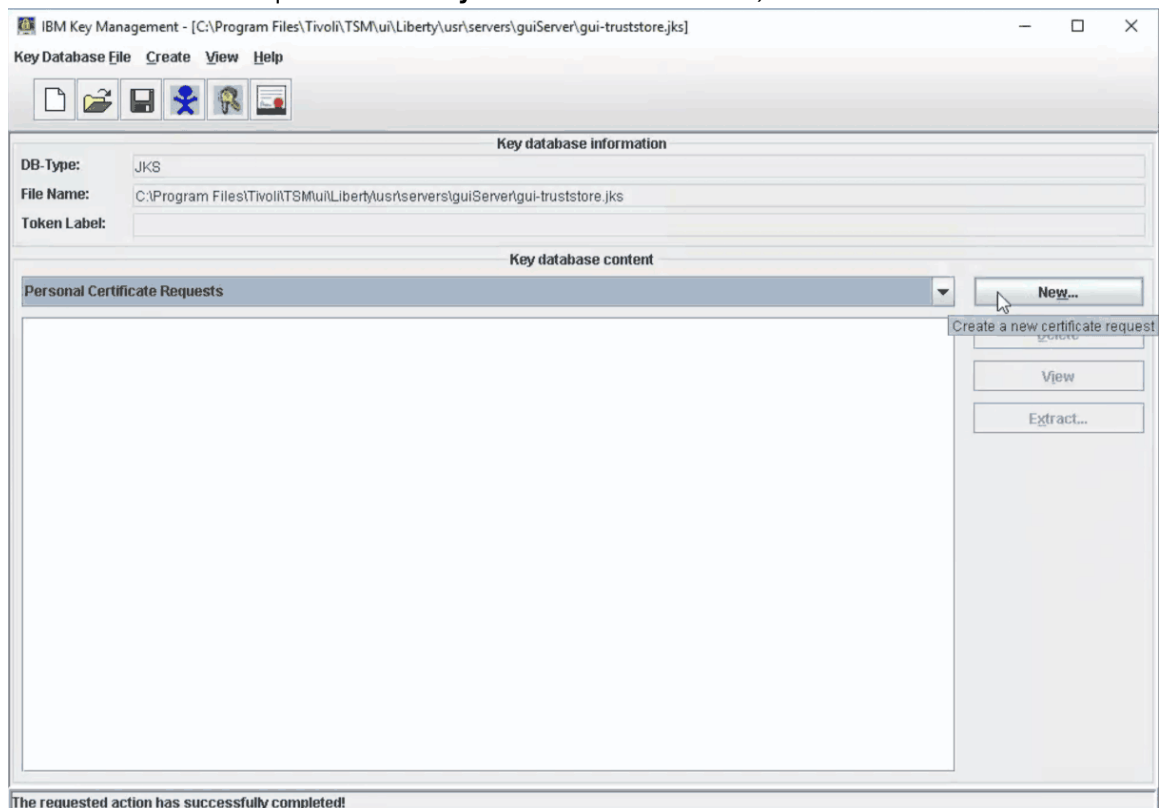 IBM Key Management - [C:\Program Files\Tivoli\TSM\ui\Liberty\usr\servers\guiServer\gui-truststore.jks]
Key Database File Create View Help
Key database information
DB-Type: JKS
File Name: C:\Program Files\Tivoli\TSM\ui\Liberty\usr\servers\guiServer\gui-truststore.jks
Token Label:
Key database content
Personal Certificate Requests
New...
Create a new certificate request
Delete
View
Extract...
The requested action has successfully completed!